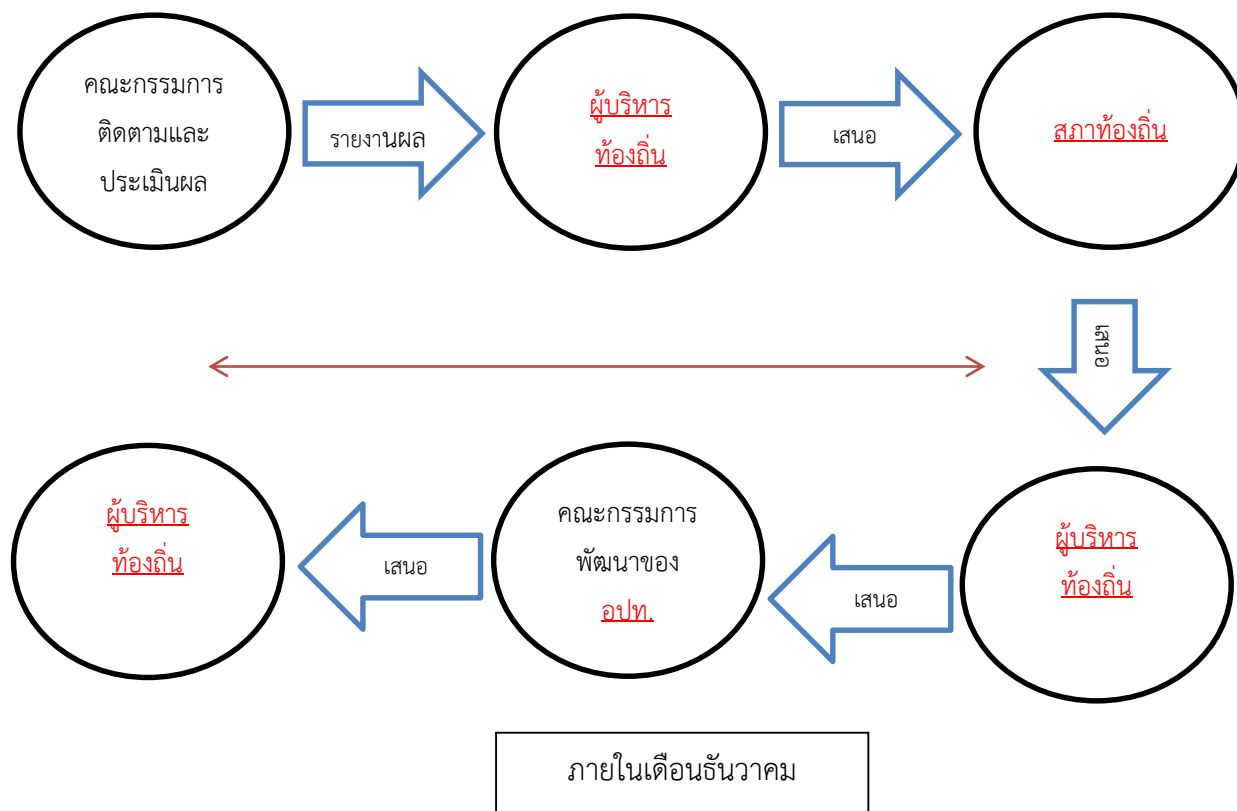 คณะกรรมการ
ติดตามและ
ประเมินผล
รายงานผล
ผู้บริหาร
ท้องถิ่น
เสนอ
สภาท้องถิ่น
เสนอ
ผู้บริหาร
ท้องถิ่น
เสนอ
คณะกรรมการ
พัฒนาของ
อปท.
เสนอ
ผู้บริหาร
ท้องถิ่น
ภายในเดือนธันวาคม